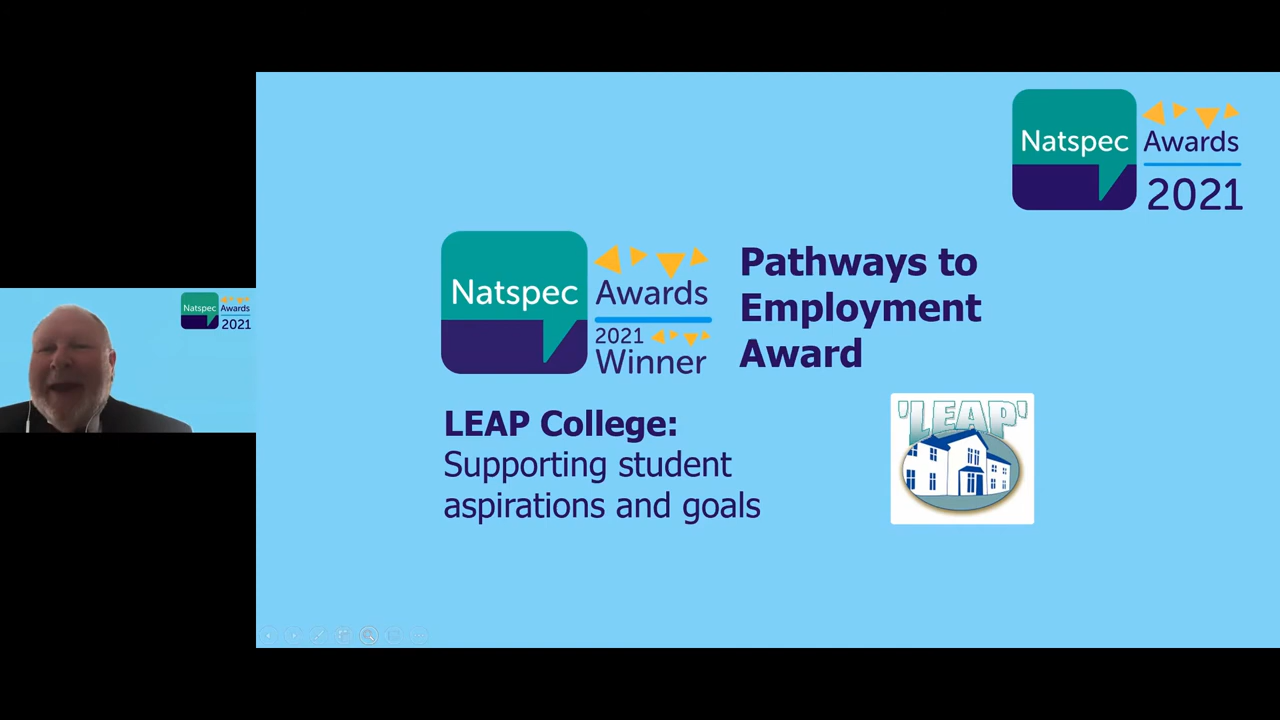 Natspec
Awards
2021
Natspec
Awards
2021
Winner
Pathways to
Employment
Award
LEAP College:
Supporting student
aspirations and goals
'LEAP'
Natspec
Awards
2021